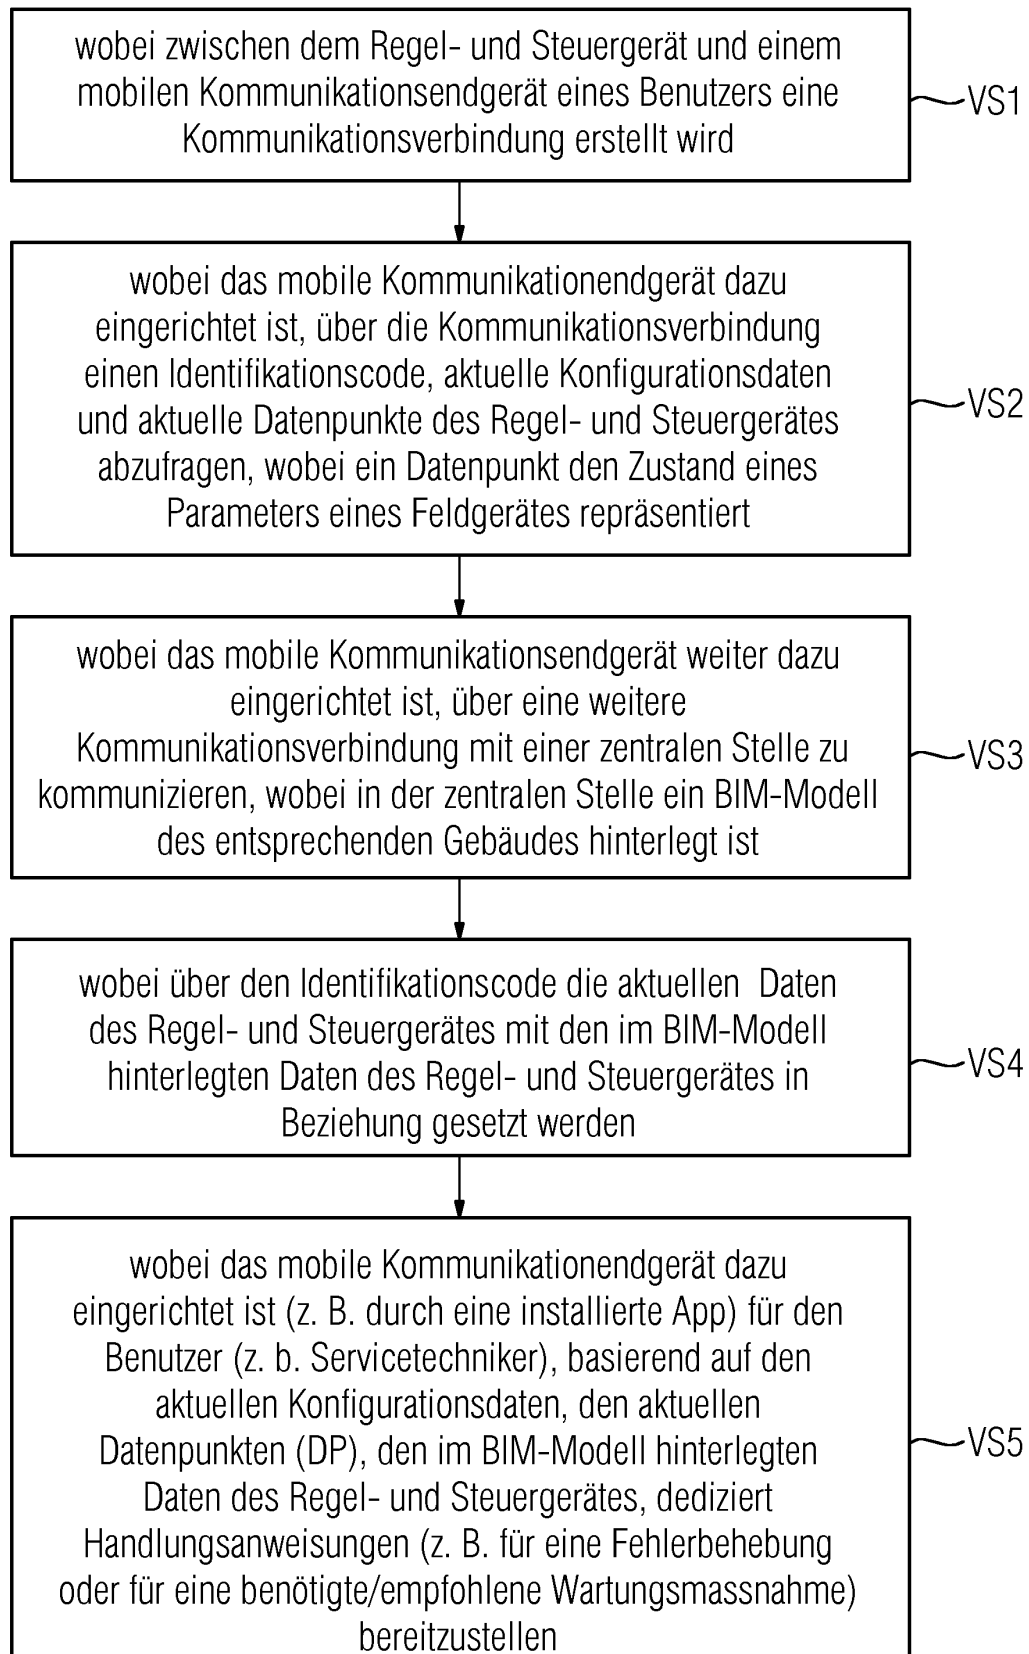 wobei zwischen dem Regel- und Steuergerät und einem
mobilen Kommunikationsendgerät eines Benutzers eine
Kommunikationsverbindung erstellt wird
VS1
wobei das mobile Kommunikationendgerät dazu
eingerichtet ist, über die Kommunikationsverbindung
einen Identifikationscode, aktuelle Konfigurationsdaten
und aktuelle Datenpunkte des Regel- und Steuergerätes
abzufragen, wobei ein Datenpunkt den Zustand eines
Parameters eines Feldgerätes repräsentiert
VS2
wobei das mobile Kommunikationsendgerät weiter dazu
eingerichtet ist, über eine weitere
Kommunikationsverbindung mit einer zentralen Stelle zu
kommunizieren, wobei in der zentralen Stelle ein BIM-Modell
des entsprechenden Gebäudes hinterlegt ist
VS3
wobei über den Identifikationscode die aktuellen Daten
des Regel- und Steuergerätes mit den im BIM-Modell
hinterlegten Daten des Regel- und Steuergerätes in
Beziehung gesetzt werden
VS4
wobei das mobile Kommunikationendgerät dazu
eingerichtet ist (z. B. durch eine installierte App) für den
Benutzer (z. b. Servicetechniker), basierend auf den
aktuellen Konfigurationsdaten, den aktuellen
Datenpunkten (DP), den im BIM-Modell hinterlegten
Daten des Regel- und Steuergerätes, dediziert
Handlungsanweisungen (z. B. für eine Fehlerbehebung
oder für eine benötigte/empfohlene Wartungsmassnahme)
bereitzustellen
VS5